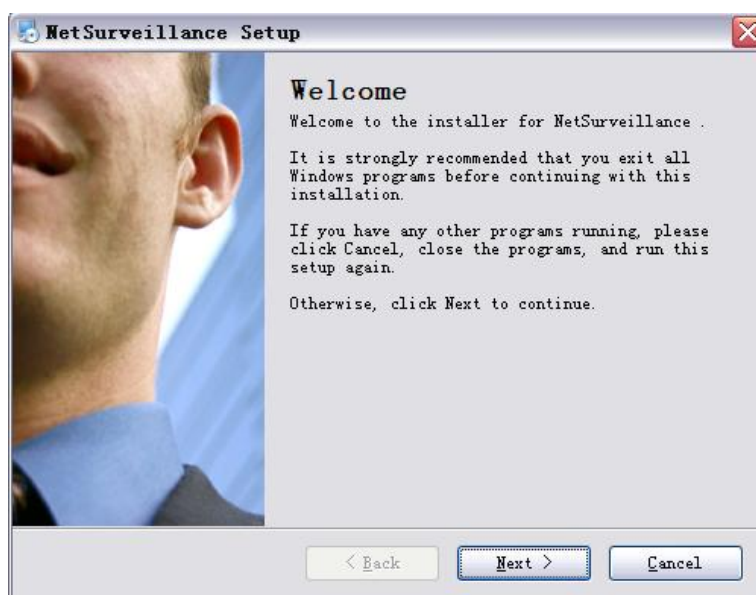 NetSurveillance Setup
Welcome
Welcome to the installer for NetSurveillance .
It is strongly recommended that you exit all
Windows programs before continuing with this
installation.
If you have any other programs running, please
click Cancel, close the programs, and run this
setup again.
Otherwise, click Next to continue.
< Back
Next >
Cancel